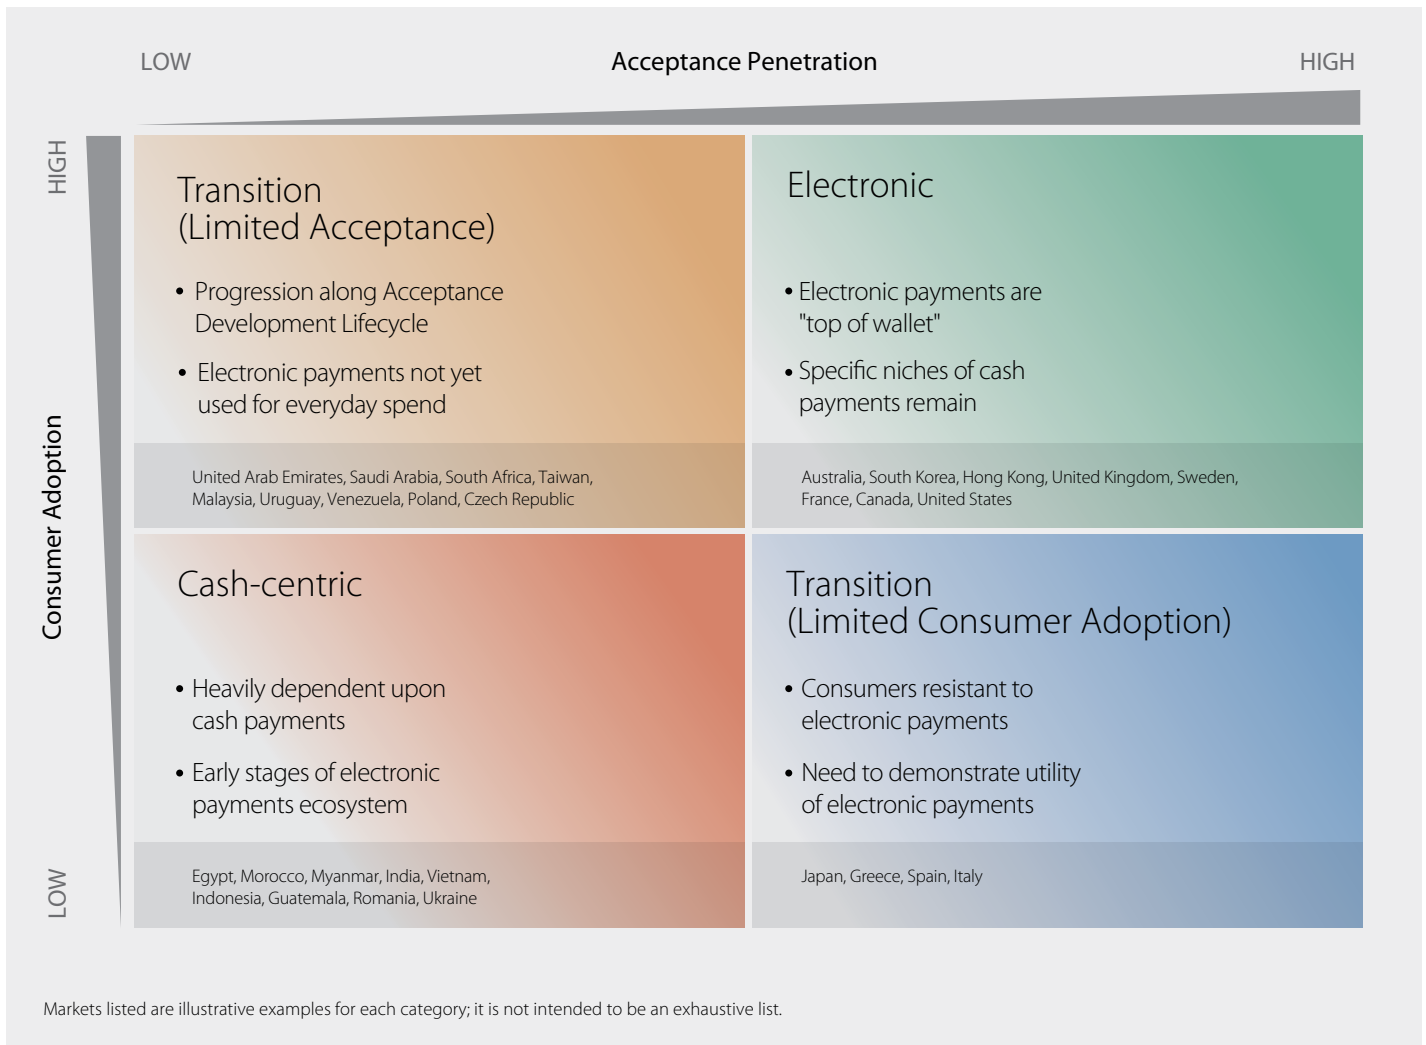 LOW
Acceptance Penetration
HIGH
HIGH
Consumer Adoption
LOW
Transition
(Limited Acceptance)
• Progression along Acceptance
Development Lifecycle
• Electronic payments not yet
used for everyday spend
United Arab Emirates, Saudi Arabia, South Africa, Taiwan,
Malaysia, Uruguay, Venezuela, Poland, Czech Republic
Electronic
• Electronic payments are
"top of wallet"
• Specific niches of cash
payments remain
Australia, South Korea, Hong Kong, United Kingdom, Sweden,
France, Canada, United States
Cash-centric
• Heavily dependent upon
cash payments
• Early stages of electronic
payments ecosystem
Egypt, Morocco, Myanmar, India, Vietnam,
Indonesia, Guatemala, Romania, Ukraine
Transition
(Limited Consumer Adoption)
• Consumers resistant to
electronic payments
• Need to demonstrate utility
of electronic payments
Japan, Greece, Spain, Italy
Markets listed are illustrative examples for each category; it is not intended to be an exhaustive list.